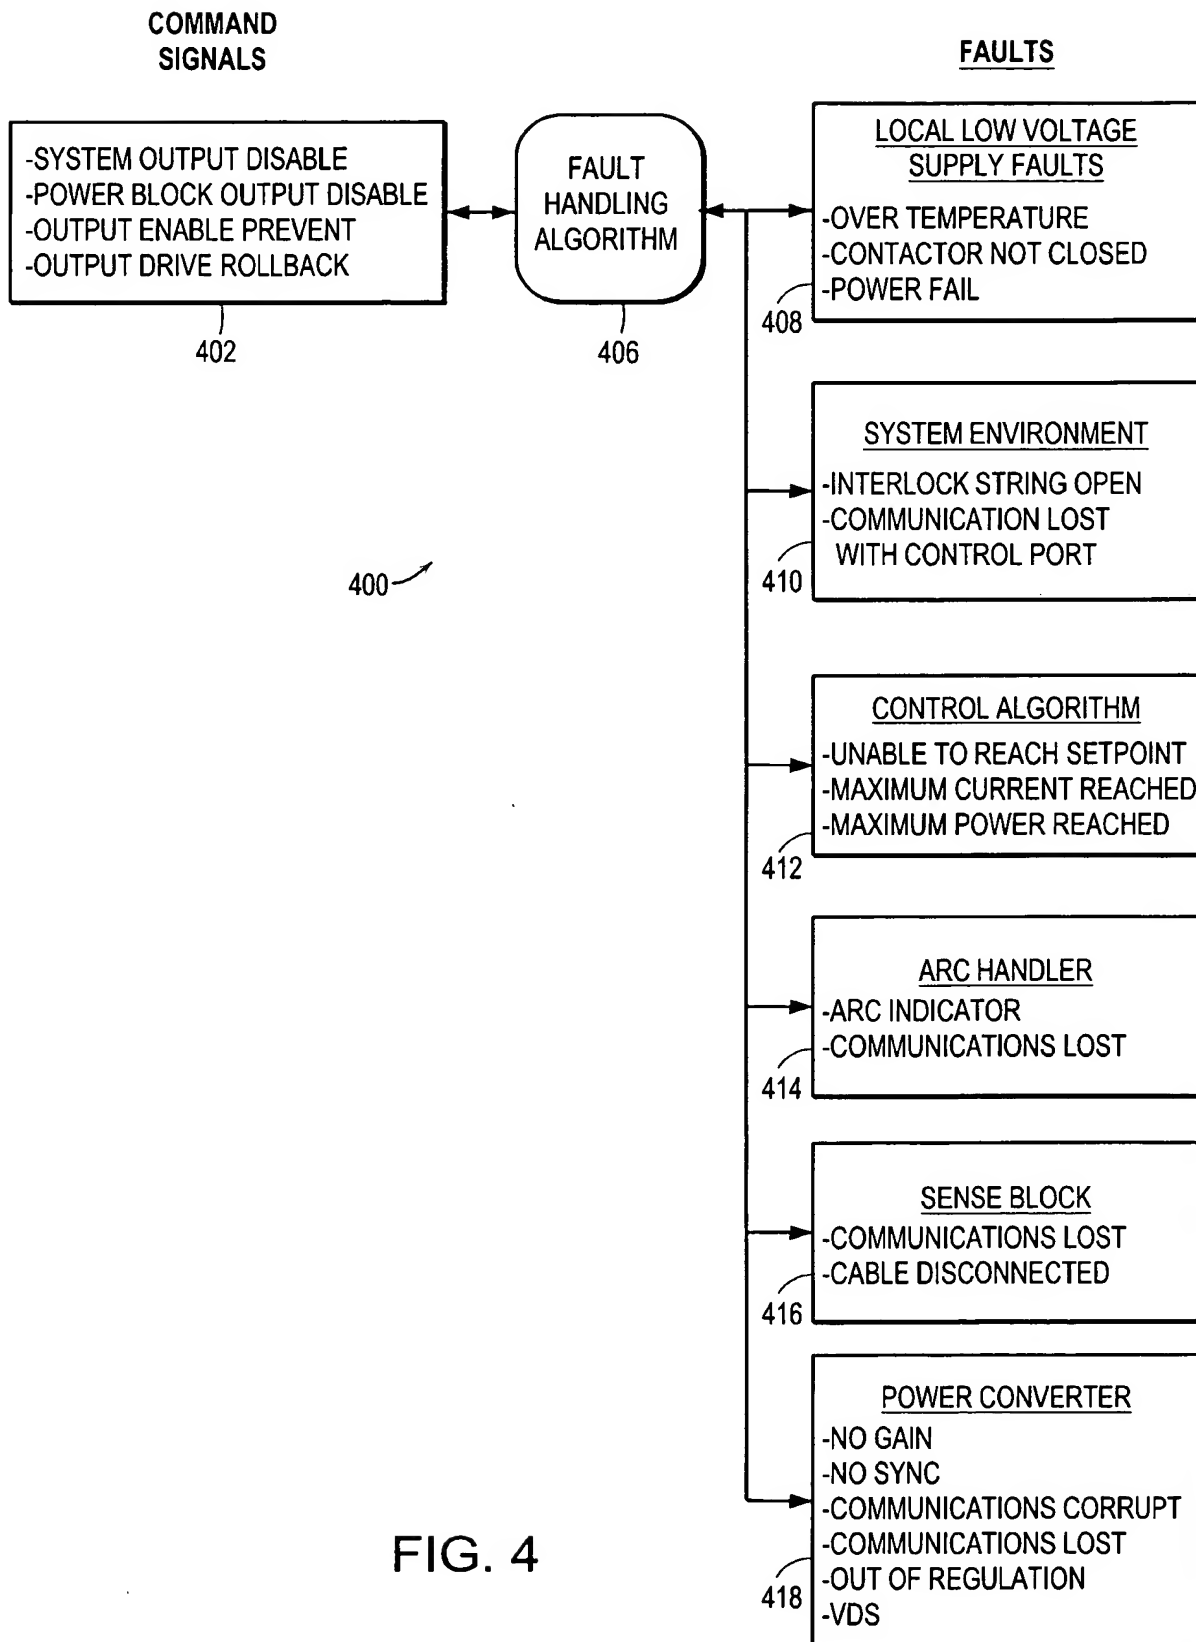 COMMAND
SIGNALS
-SYSTEM OUTPUT DISABLE
-POWER BLOCK OUTPUT DISABLE
-OUTPUT ENABLE PREVENT
-OUTPUT DRIVE ROLLBACK
402
FAULT
HANDLING
ALGORITHM
406
400
FAULTS
LOCAL LOW VOLTAGE
SUPPLY FAULTS
-OVER TEMPERATURE
-CONTACTOR NOT CLOSED
-POWER FAIL
408
SYSTEM ENVIRONMENT
-INTERLOCK STRING OPEN
-COMMUNICATION LOST
WITH CONTROL PORT
410
CONTROL ALGORITHM
-UNABLE TO REACH SETPOINT
-MAXIMUM CURRENT REACHED
-MAXIMUM POWER REACHED
412
ARC HANDLER
-ARC INDICATOR
-COMMUNICATIONS LOST
414
SENSE BLOCK
-COMMUNICATIONS LOST
-CABLE DISCONNECTED
416
POWER CONVERTER
-NO GAIN
-NO SYNC
-COMMUNICATIONS CORRUPT
-COMMUNICATIONS LOST
-OUT OF REGULATION
-VDS
418
FIG. 4